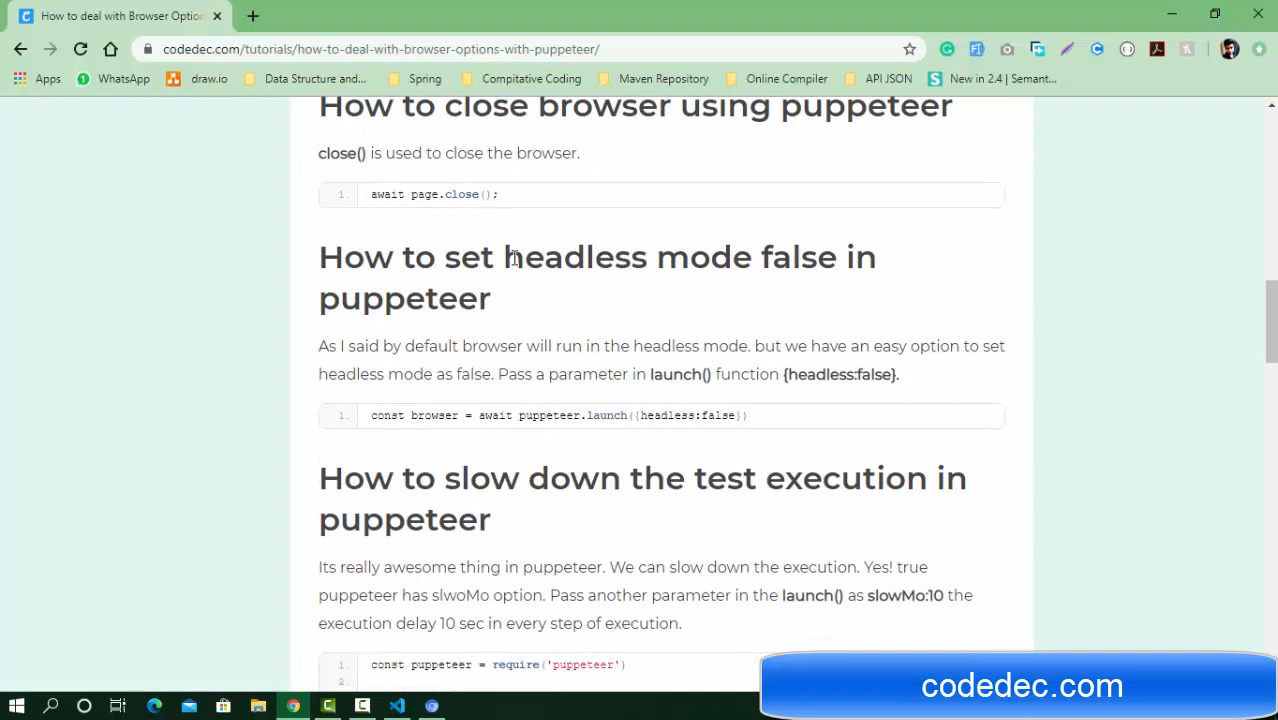 How to deal with Browser Option
codedec.com/tutorials/how-to-deal-with-browser-options-with-puppeteer/
Apps WhatsApp draw.io Data Structure and... Spring Compitative Coding Maven Repository Online Compiler API JSON New in 2.4 | Semant...
How to close browser using puppeteer
close() is used to close the browser.
1. await page.close();
How to set headless mode false in
puppeteer
As I said by default browser will run in the headless mode. but we have an easy option to set
headless mode as false. Pass a parameter in launch() function {headless:false}.
1. const browser = await puppeteer.launch({headless:false})
How to slow down the test execution in
puppeteer
Its really awesome thing in puppeteer. We can slow down the execution. Yes! true
puppeteer has slwoMo option. Pass another parameter in the launch() as slowMo:10 the
execution delay 10 sec in every step of execution.
1. const puppeteer = require('puppeteer')
2.
codedec.com